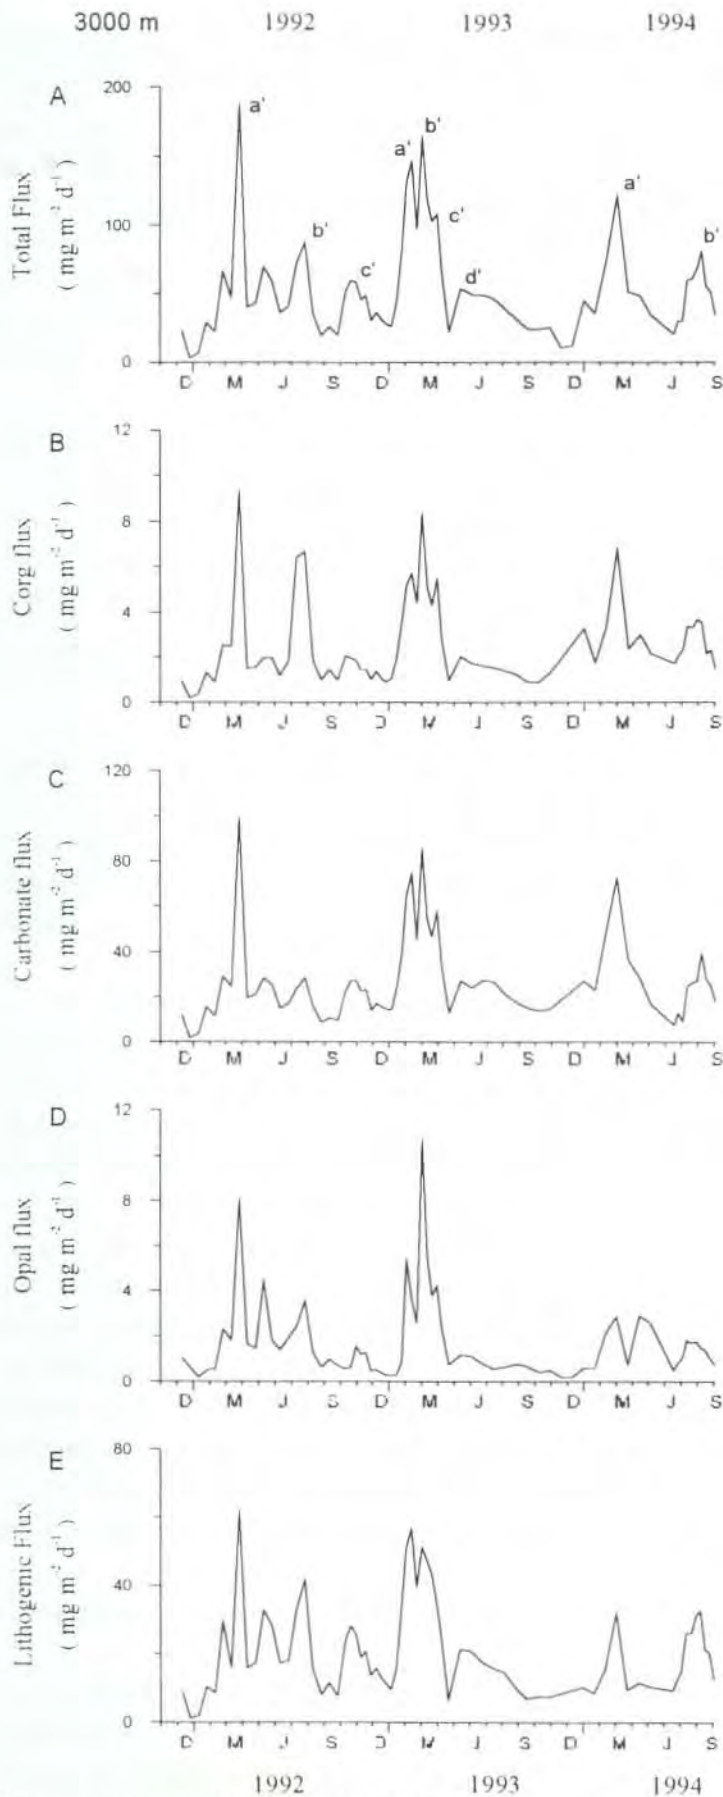 3000 m 1992 1993 1994
A
Total Flux
( mg m⁻² d⁻¹ )
200
100
0
a' b' c' a' b' c' d' a' b'
D M J S D M J S D M J S
B
Corg flux
( mg m⁻² d⁻¹ )
12
8
4
0
D M J S D M J S D M J S
C
Carbonate flux
( mg m⁻² d⁻¹ )
120
80
40
0
D M J S D M J S D M J S
D
Opal flux
( mg m⁻² d⁻¹ )
12
8
4
0
D M J S D M J S D M J S
E
Lithogenic Flux
( mg m⁻² d⁻¹ )
80
40
0
D M J S D M J S D M J S
1992 1993 1994